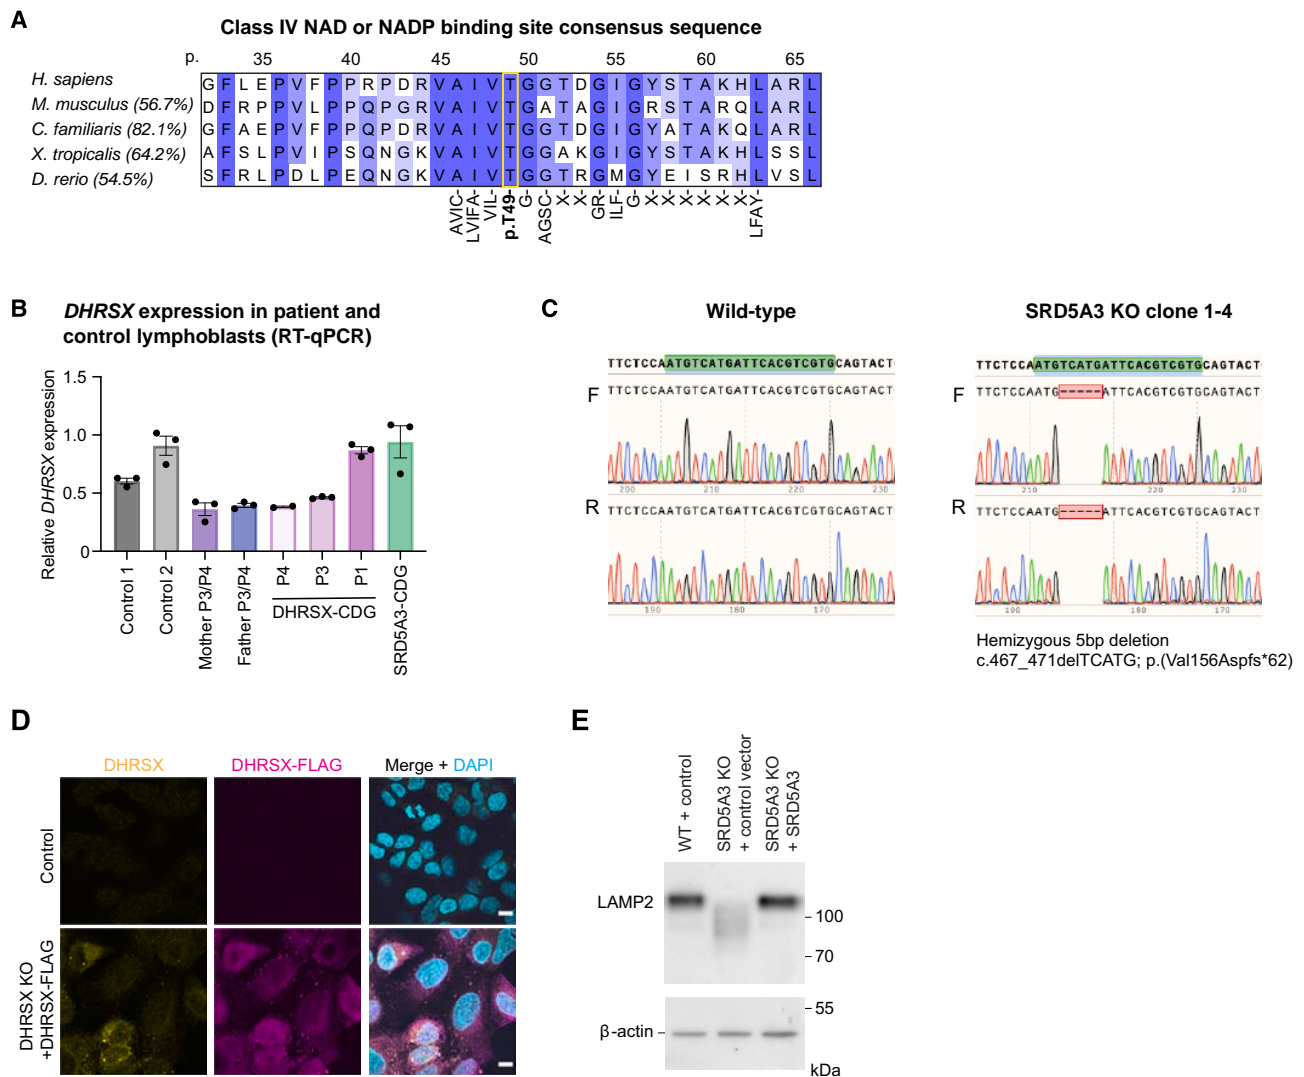 A
Class IV NAD or NADP binding site consensus sequence
p. 35 40 45 50 55 60 65
H. sapiens G F L E P V F P P R P D R V A I V T G G T D G I G Y S T A K H L A R L
M. musculus (56.7%) D F R P P V L P P Q P G R V A I V T G A T A G I G R S T A R Q L A R L
C. familiaris (82.1%) G F A E P V F P P Q P D R V A I V T G G T D G I G Y A T A K Q L A R L
X. tropicalis (64.2%) A F S L P V I P S Q N G K V A I V T G G A K G I G Y S T A K H L S S L
D. rerio (54.5%) S F R L P D L P E Q N G K V A I V T G G T R G M G Y E I S R H L V S L
AVIC- LVIFA- VIL- p.T49- G- AGSC- X- X- GR- ILF- G- X- X- X- X- X- X- LFAY-
B
DHRSX expression in patient and
control lymphoblasts (RT-qPCR)
Relative DHRSX expression
1.5
1.0
0.5
0
Control 1
Control 2
Mother P3/P4
Father P3/P4
P4
P3
P1
DHRSX-CDG
SRD5A3-CDG
C
Wild-type
TTCTCCAATGTCATGATTCACGTCGTGCAGTACT
F
TTCTCCAATGTCATGATTCACGTCGTGCAGTACT
200 210 220 230
R
TTCTCCAATGTCATGATTCACGTCGTGCAGTACT
190 180 170
SRD5A3 KO clone 1-4
TTCTCCAATGTCATGATTCACGTCGTGCAGTACT
F
TTCTCCAATG-----ATTCACGTCGTGCAGTACT
210 220 230
R
TTCTCCAATG-----ATTCACGTCGTGCAGTACT
190 180 170
Hemizygous 5bp deletion
c.467_471delTCATG; p.(Val156Aspfs*62)
D
DHRSX
DHRSX-FLAG
Merge + DAPI
Control
DHRSX KO
+DHRSX-FLAG
E
WT + control
SRD5A3 KO
+ control vector
SRD5A3 KO
+ SRD5A3
LAMP2
100
70
55
β-actin
kDa